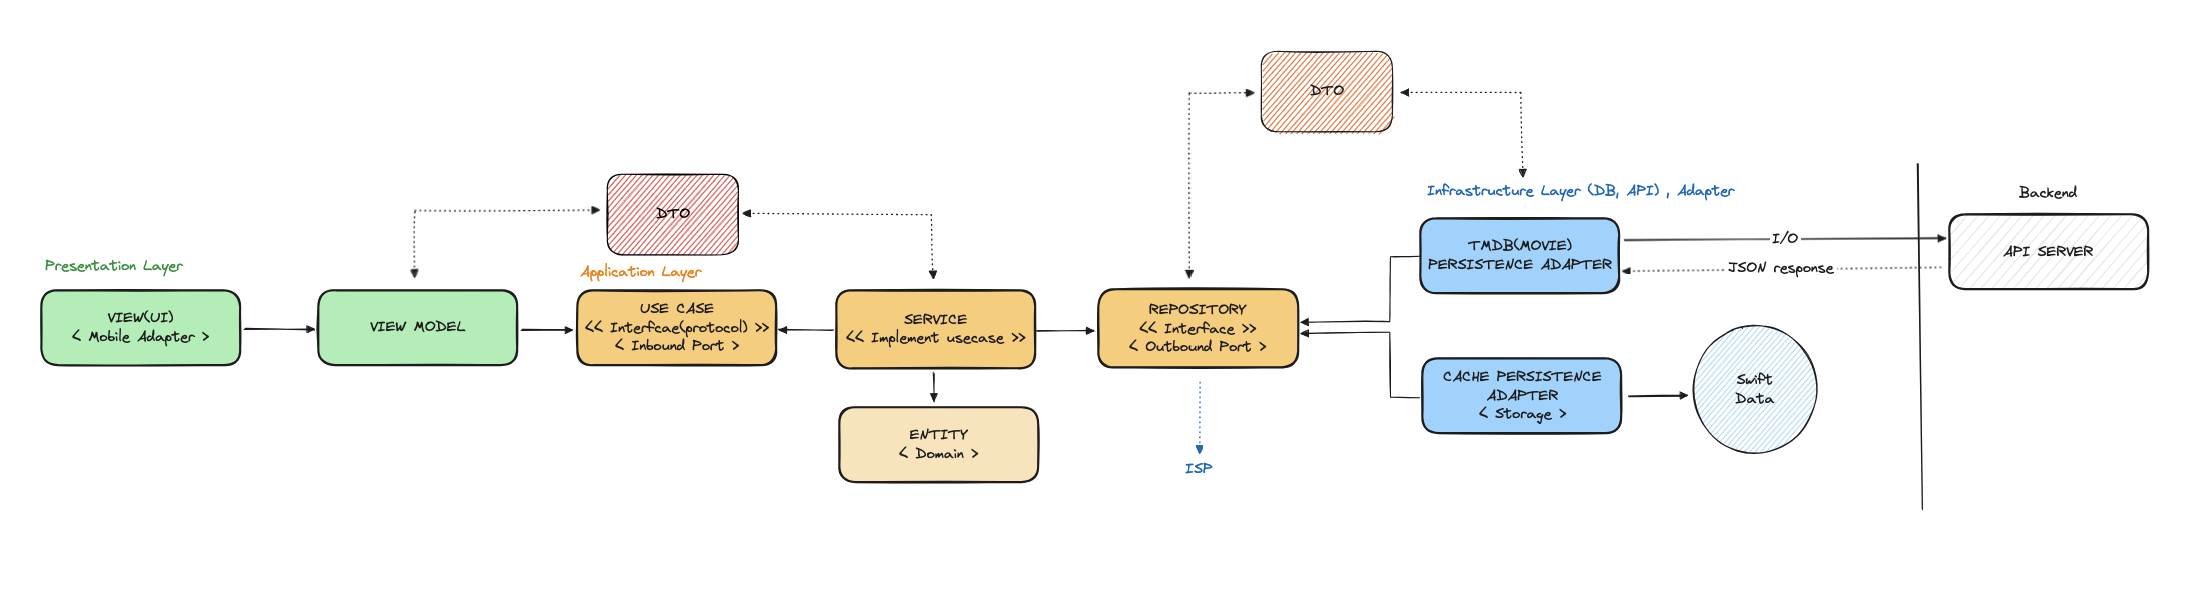 DTO
Infrastructure Layer (DB, API) , Adapter
Backend
DTO
TMDB(MOVIE)
PERSISTENCE ADAPTER
I/O
JSON response
API SERVER
Presentation Layer
Application Layer
VIEW(UI)
< Mobile Adapter >
VIEW MODEL
USE CASE
<< Interfcae(protocol) >>
< Inbound Port >
SERVICE
<< Implement usecase >>
REPOSITORY
<< Interface >>
< Outbound Port >
CACHE PERSISTENCE
ADAPTER
< Storage >
Swift
Data
ENTITY
< Domain >
ISP